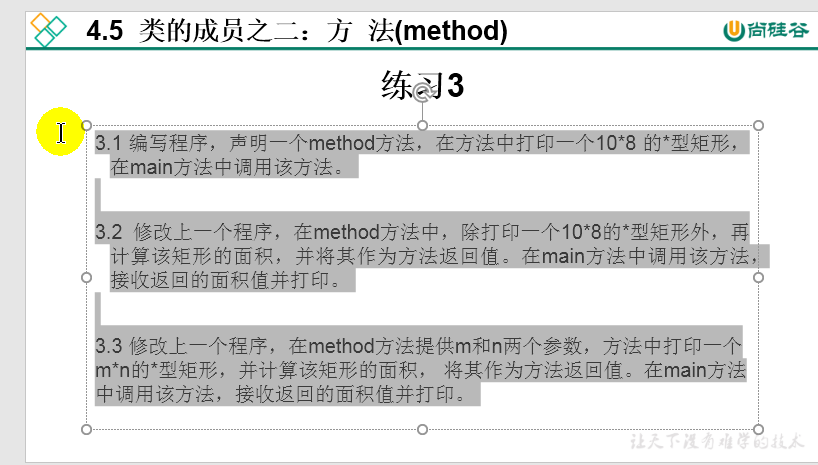 4.5 类的成员之二：方 法(method)
尚硅谷
练习3
3.1 编写程序，声明一个method方法，在方法中打印一个10*8 的*型矩形，
在main方法中调用该方法。
3.2 修改上一个程序，在method方法中，除打印一个10*8的*型矩形外，再
计算该矩形的面积，并将其作为方法返回值。在main方法中调用该方法，
接收返回的面积值并打印。
3.3 修改上一个程序，在method方法提供m和n两个参数，方法中打印一个
m*n的*型矩形，并计算该矩形的面积， 将其作为方法返回值。在main方法
中调用该方法，接收返回的面积值并打印。
让天下没有难学的技术